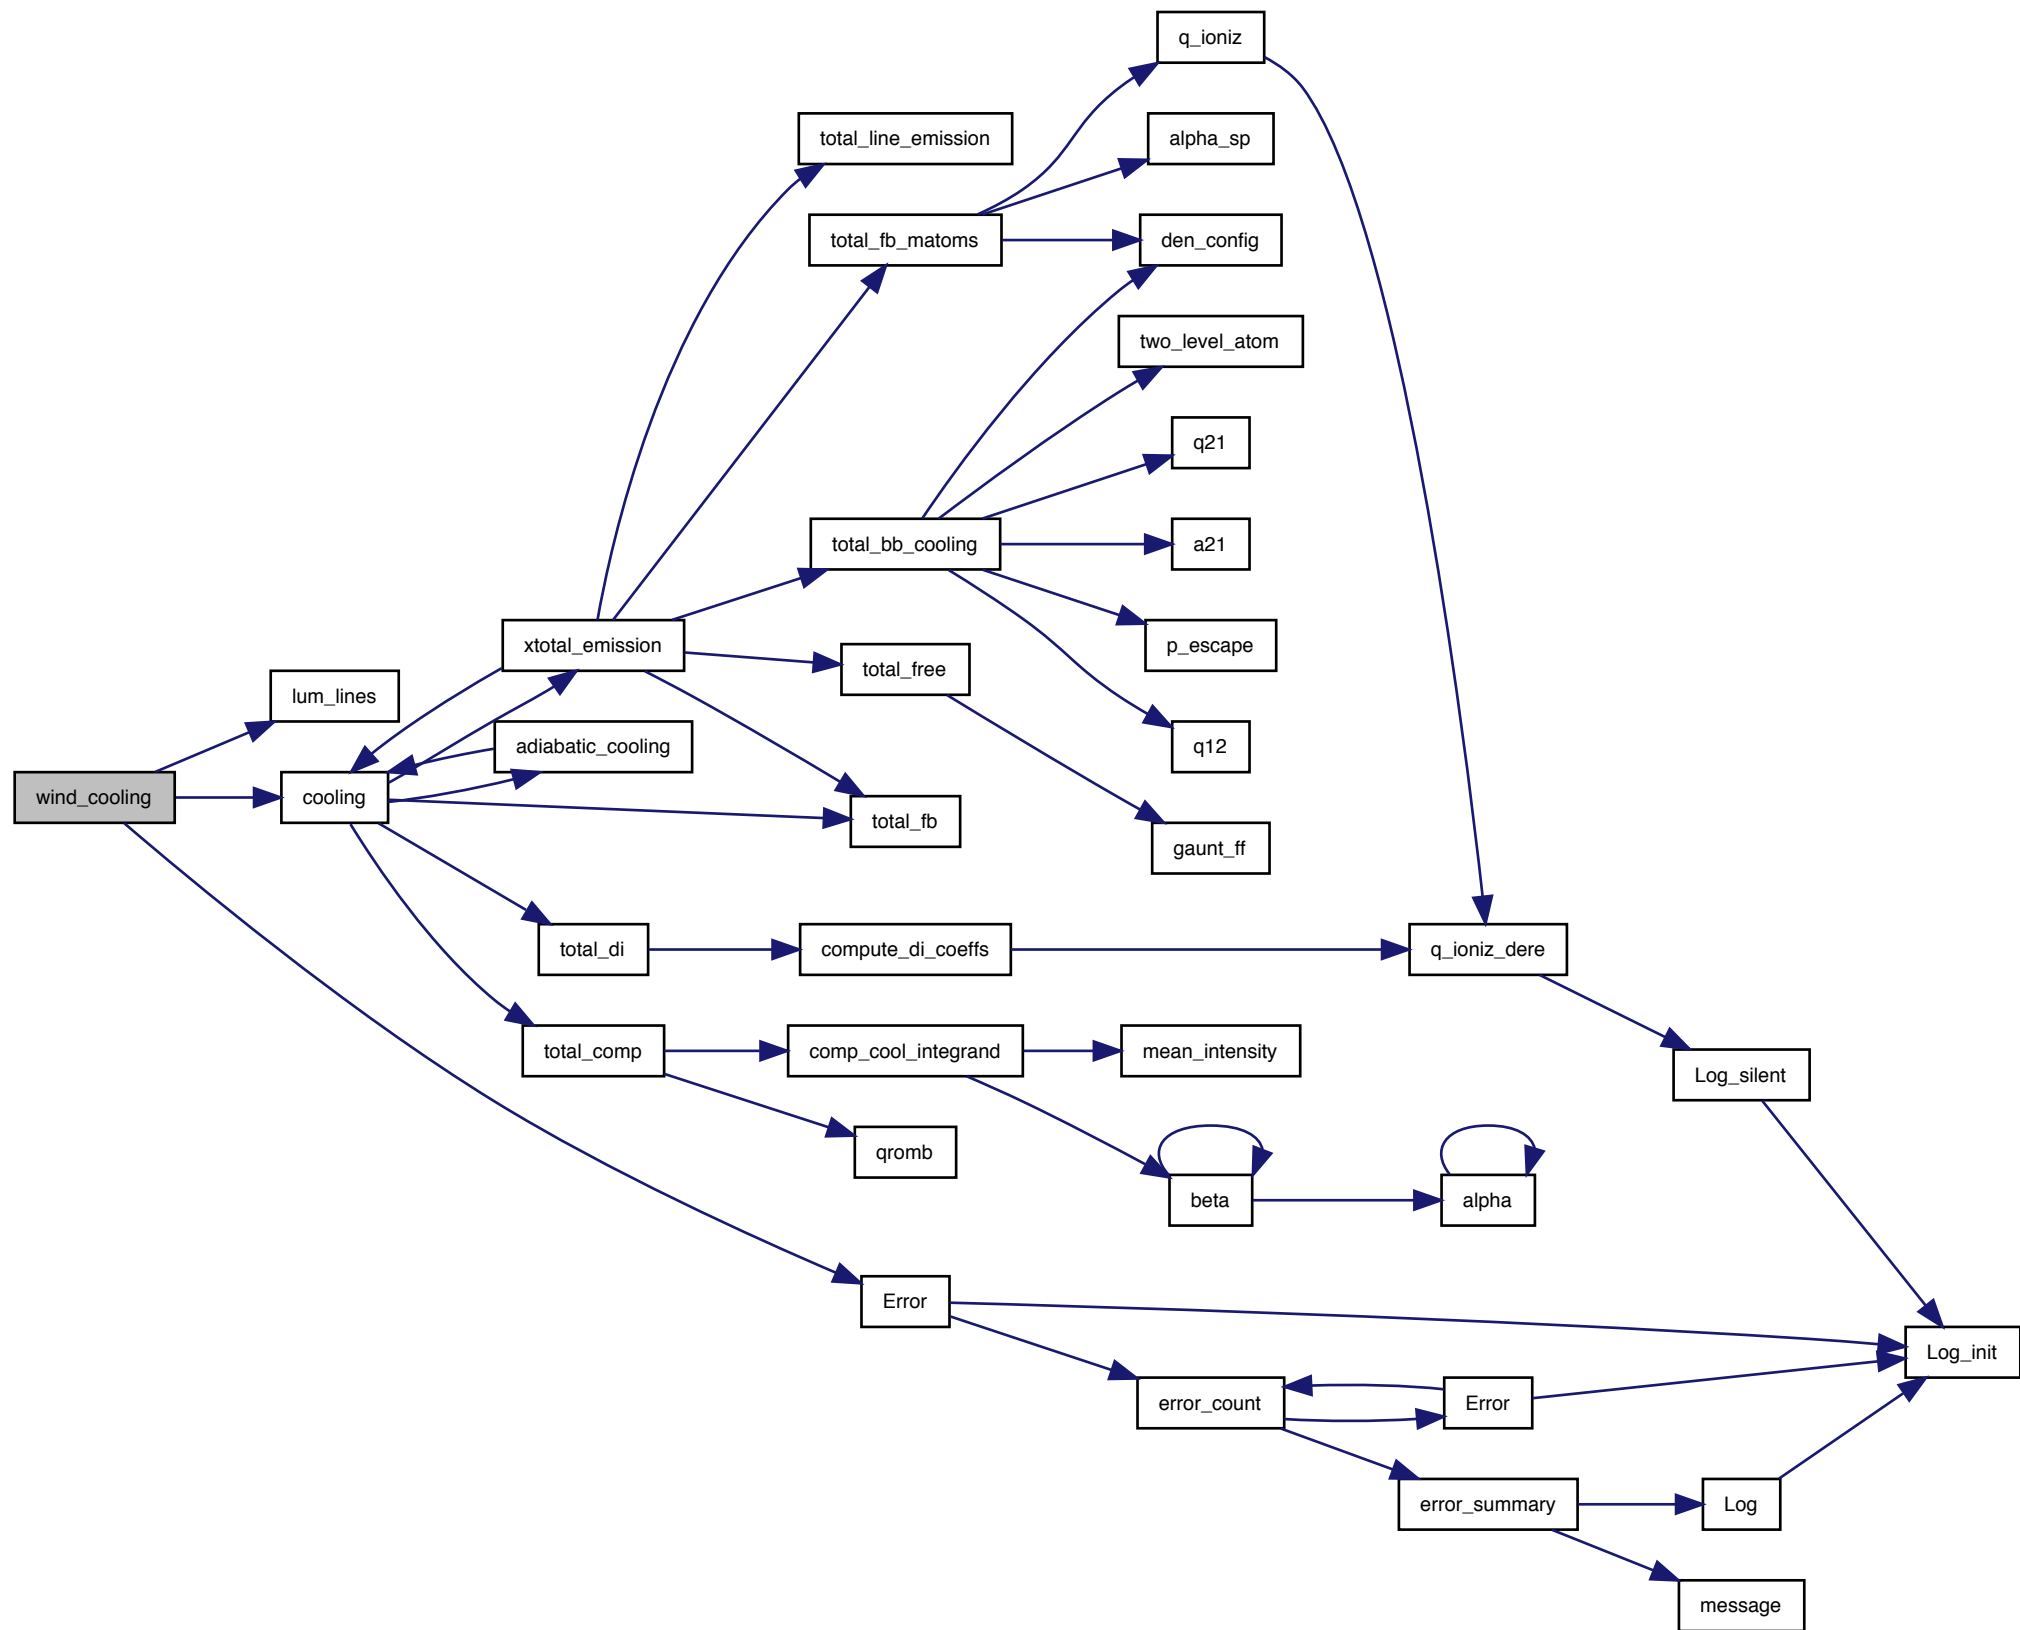 q_ioniz
total_line_emission
alpha_sp
total_fb_matoms
den_config
two_level_atom
q21
total_bb_cooling
a21
xtotal_emission
p_escape
total_free
lum_lines
adiabatic_cooling
q12
wind_cooling
cooling
total_fb
gaunt_ff
total_di
compute_di_coeffs
q_ioniz_dere
total_comp
comp_cool_integrand
mean_intensity
Log_silent
qromb
beta
alpha
Error
Log_init
error_count
Error
error_summary
Log
message